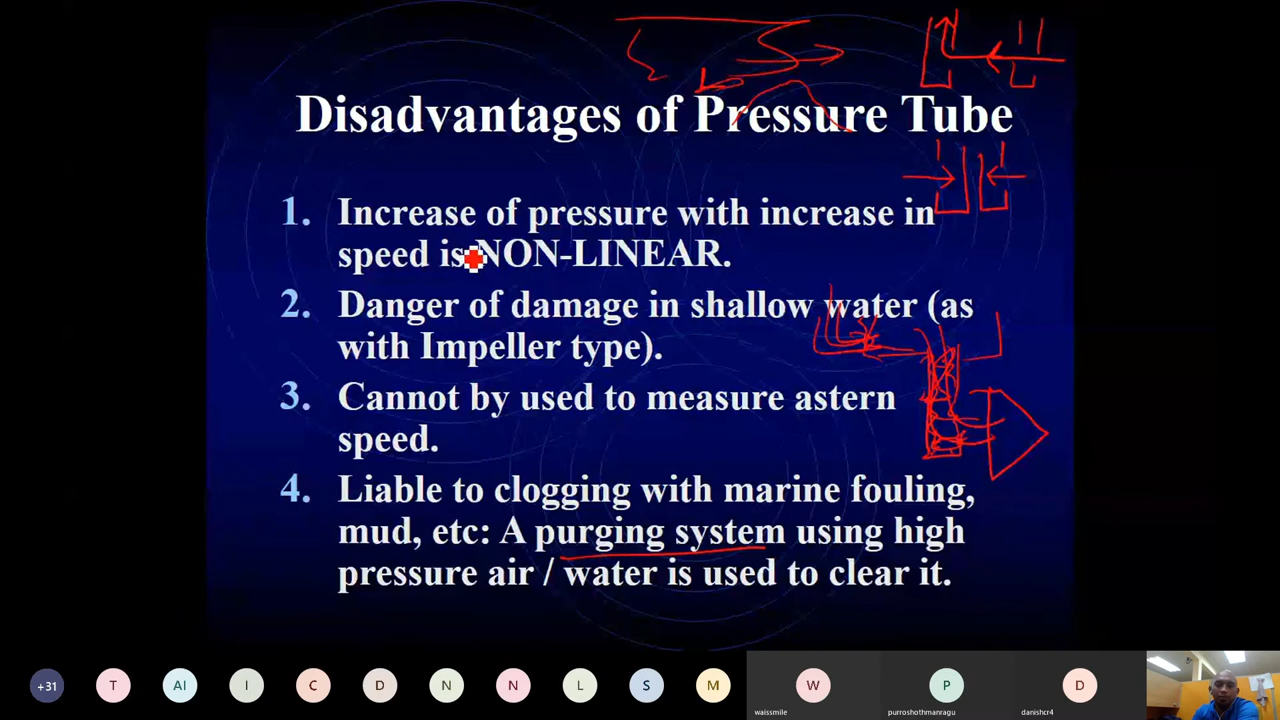 Disadvantages of Pressure Tube
1. Increase of pressure with increase in
speed is NON-LINEAR.
2. Danger of damage in shallow water (as
with Impeller type).
3. Cannot by used to measure astern
speed.
4. Liable to clogging with marine fouling,
mud, etc: A purging system using high
pressure air / water is used to clear it.
+31 T AI I C D N N L S M W P D
waissmile purroshothmanragu danishcr4